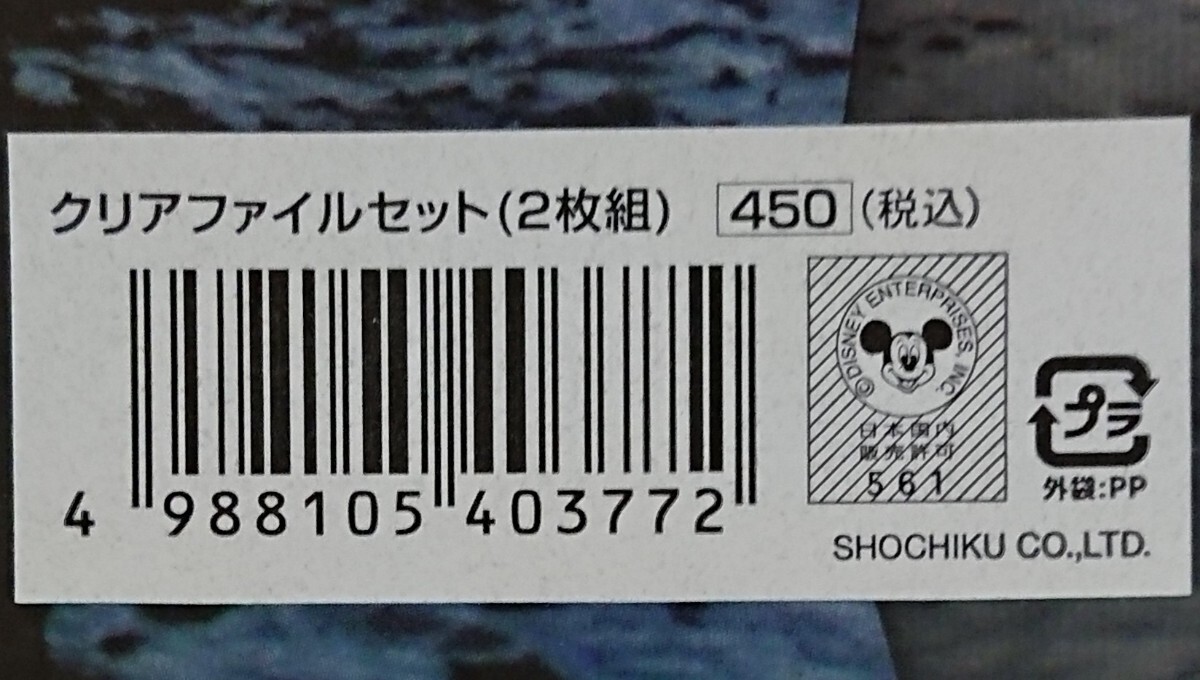 クリアファイルセット(2枚組) 450 (税込)
4 988105 403772
©DISNEY ENTERPRISES, INC.
日本国内
販売許可
561
プラ
外袋:PP
SHOCHIKU CO.,LTD.